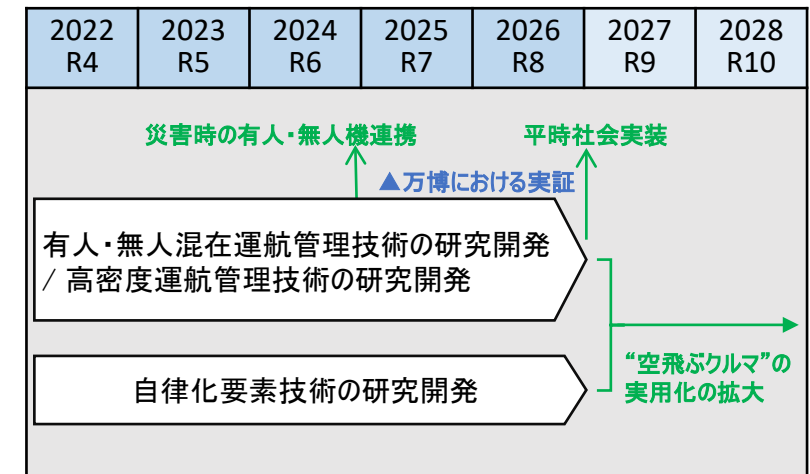 2022 2023 2024 2025 2026 2027 2028
R4 R5 R6 R7 R8 R9 R10
災害時の有人・無人機連携
平時社会実装
▲万博における実証
有人・無人混在運航管理技術の研究開発
/ 高密度運航管理技術の研究開発
“空飛ぶクルマ”の
実用化の拡大
自律化要素技術の研究開発